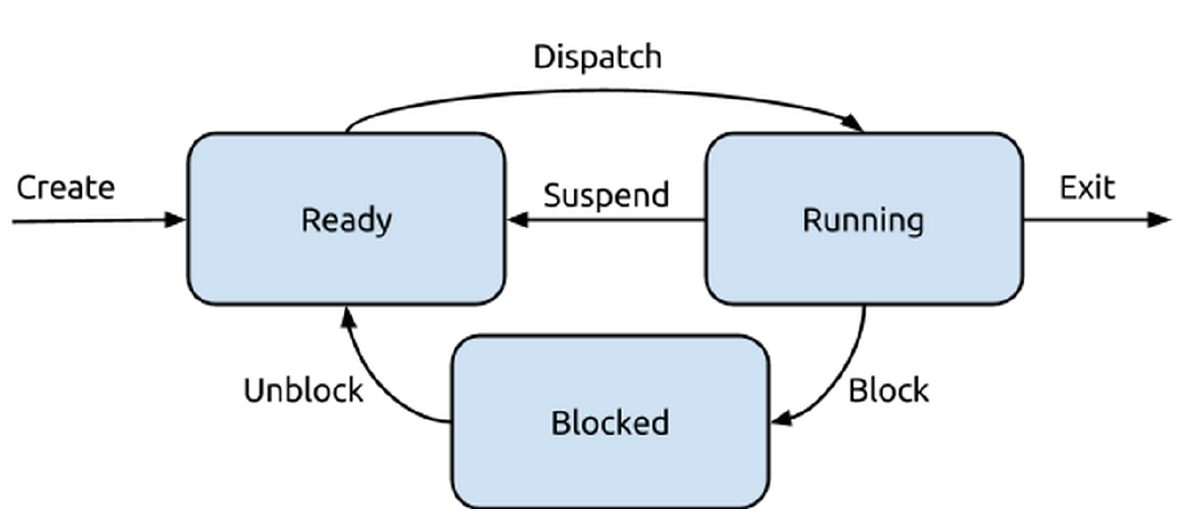 Dispatch
Create
Ready
Suspend
Running
Exit
Unblock
Blocked
Block